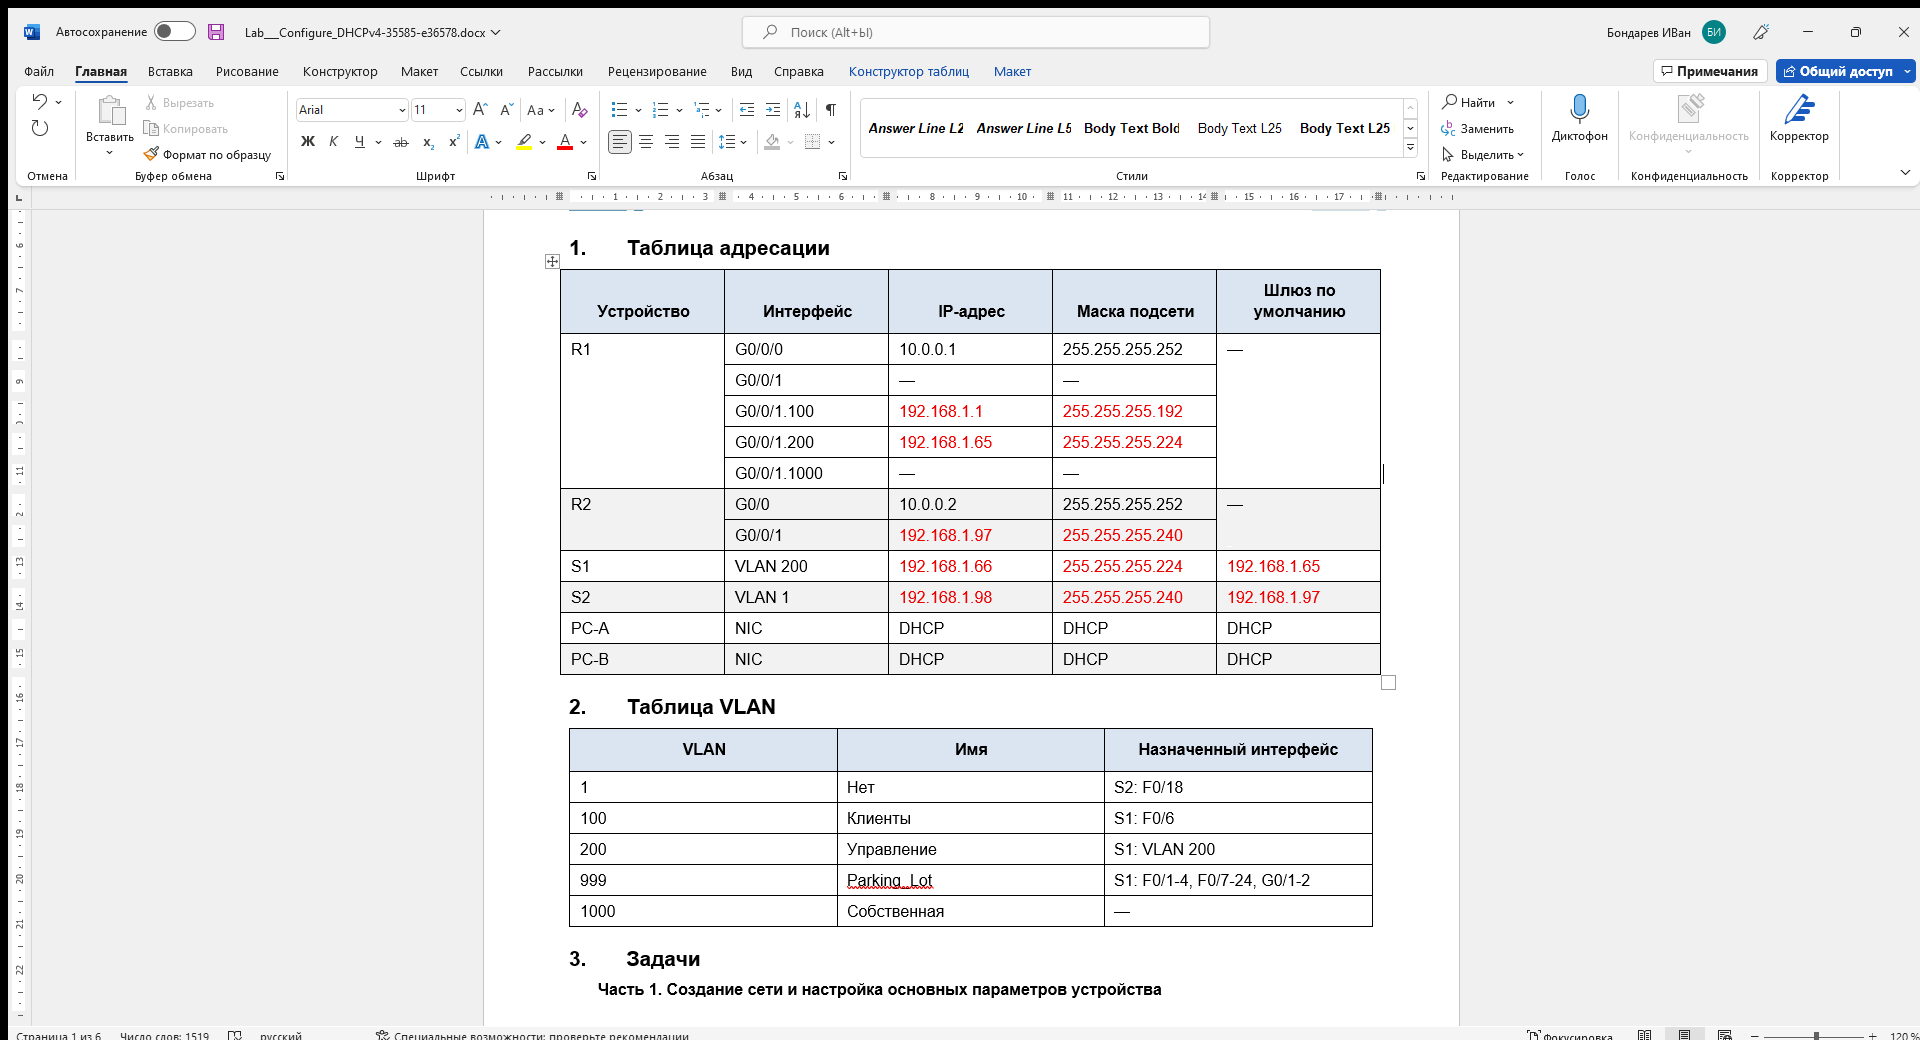 Автосохранение
Lab___Configure_DHCPv4-35585-e36578.docx
Поиск (Alt+Ы)
Бондарев ИВан БИ
Файл Главная Вставка Рисование Конструктор Макет Ссылки Рассылки Рецензирование Вид Справка Конструктор таблиц Макет Примечания Общий доступ
Отмена
Вставить
Вырезать
Копировать
Формат по образцу
Буфер обмена
Arial 11
Шрифт
Абзац
Answer Line L2 Answer Line L5 Body Text Bold Body Text L25 Body Text L25
Стили
Найти
Заменить
Выделить
Редактирование
Диктофон
Голос
Конфиденциальность
Конфиденциальность
Корректор
Корректор
1. Таблица адресации
Устройство Интерфейс IP-адрес Маска подсети Шлюз по умолчанию
R1 G0/0/0 10.0.0.1 255.255.255.252 —
G0/0/1 — —
G0/0/1.100 192.168.1.1 255.255.255.192
G0/0/1.200 192.168.1.65 255.255.255.224
G0/0/1.1000 — —
R2 G0/0 10.0.0.2 255.255.255.252 —
G0/0/1 192.168.1.97 255.255.255.240
S1 VLAN 200 192.168.1.66 255.255.255.224 192.168.1.65
S2 VLAN 1 192.168.1.98 255.255.255.240 192.168.1.97
PC-A NIC DHCP DHCP DHCP
PC-B NIC DHCP DHCP DHCP
2. Таблица VLAN
VLAN Имя Назначенный интерфейс
1 Нет S2: F0/18
100 Клиенты S1: F0/6
200 Управление S1: VLAN 200
999 Parking_Lot S1: F0/1-4, F0/7-24, G0/1-2
1000 Собственная —
3. Задачи
Часть 1. Создание сети и настройка основных параметров устройства
Страница 1 из 6 Число слов: 1519 русский Специальные возможности: проверьте рекомендации Фокусировка 120 %